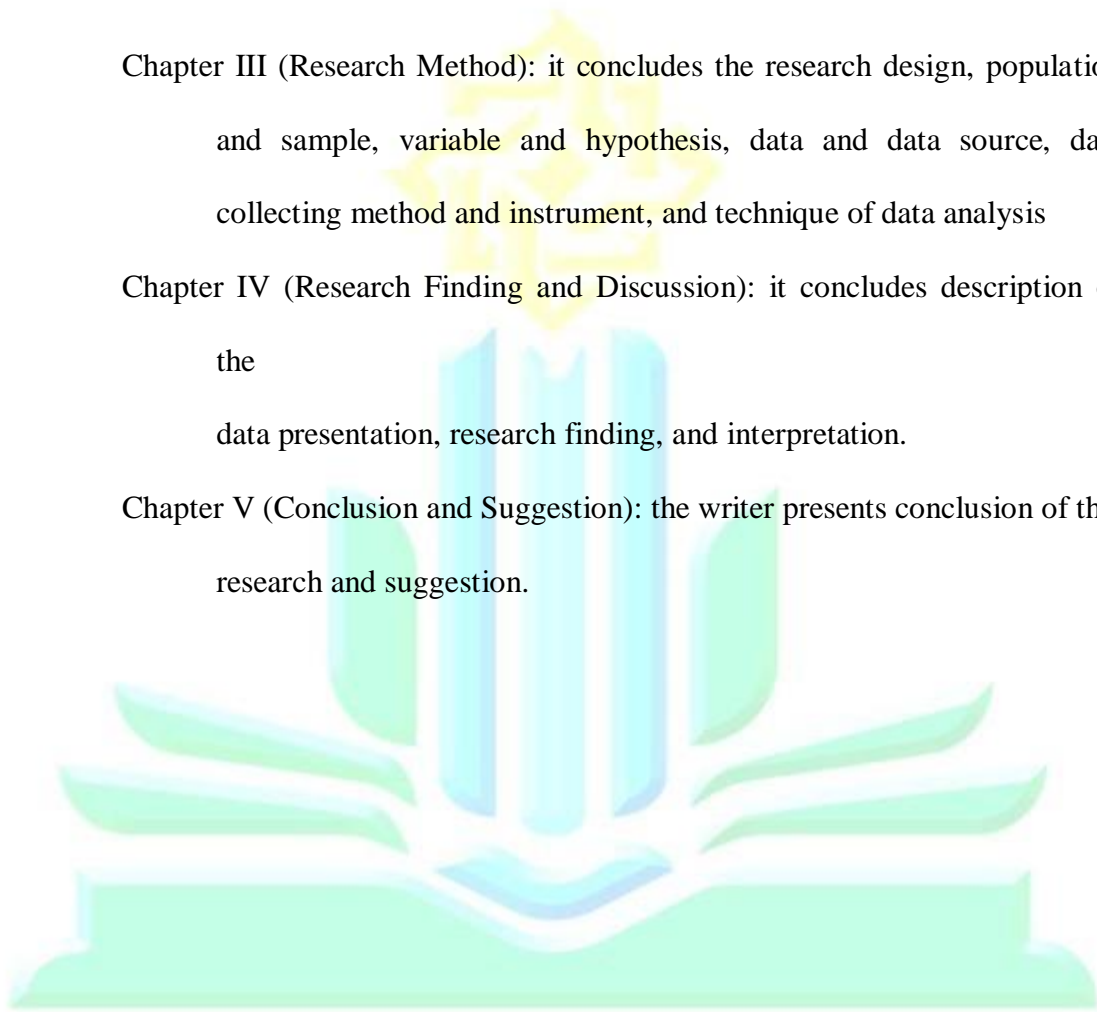 Chapter III (Research Method): it concludes the research design, populatio
and sample, variable and hypothesis, data and data source, da
collecting method and instrument, and technique of data analysis
Chapter IV (Research Finding and Discussion): it concludes description
the
data presentation, research finding, and interpretation.
Chapter V (Conclusion and Suggestion): the writer presents conclusion of th
research and suggestion.